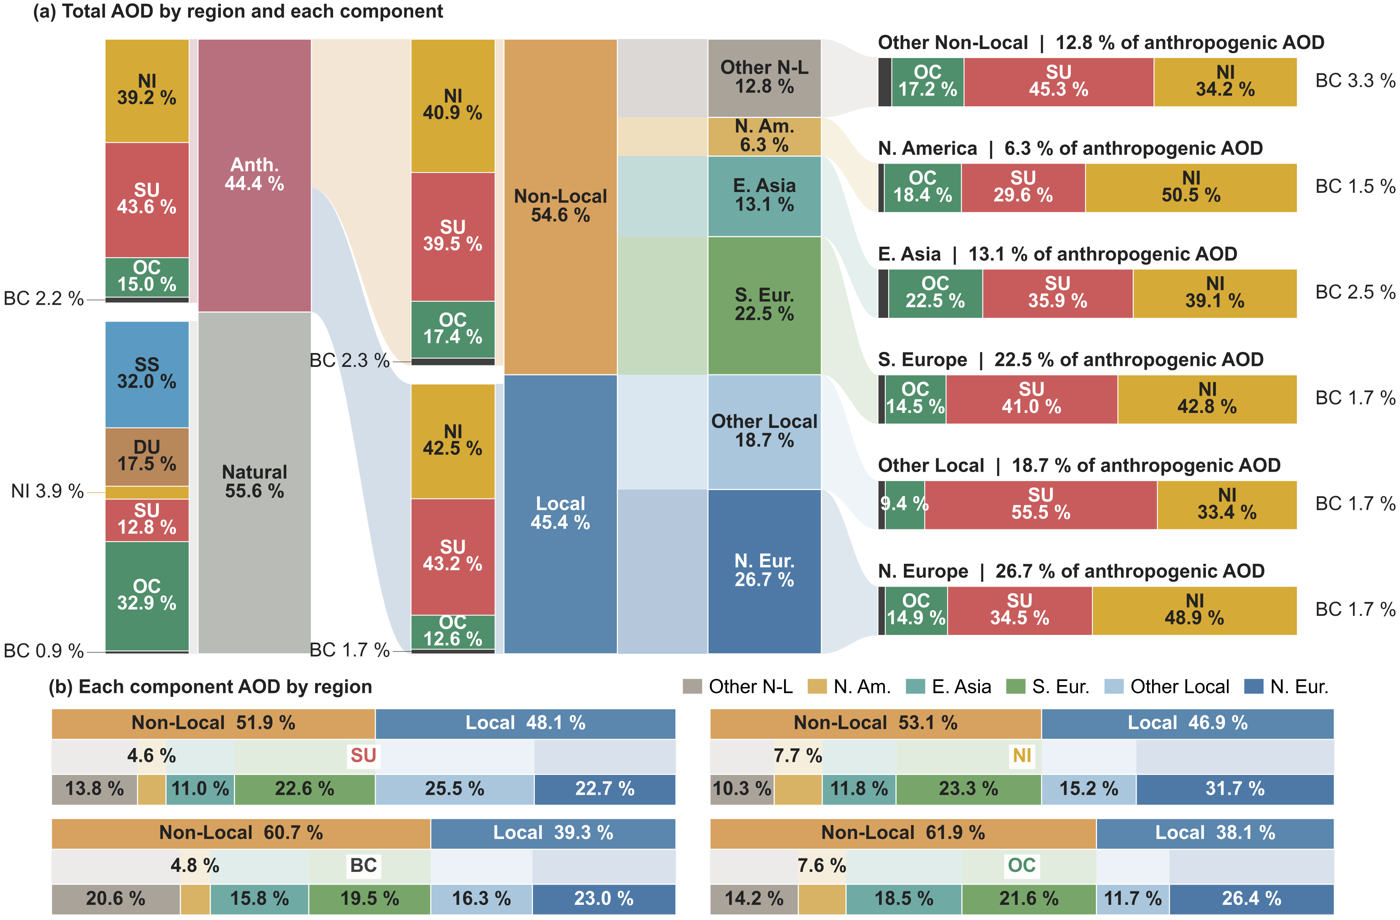 (a) Total AOD by region and each component
NI
39.2 %
SU
43.6 %
OC
15.0 %
BC 2.2 %
SS
32.0 %
DU
17.5 %
NI 3.9 %
SU
12.8 %
OC
32.9 %
BC 0.9 %
Anth.
44.4 %
Natural
55.6 %
NI
40.9 %
SU
39.5 %
OC
17.4 %
BC 2.3 %
NI
42.5 %
SU
43.2 %
OC
12.6 %
BC 1.7 %
Non-Local
54.6 %
Local
45.4 %
Other N-L
12.8 %
N. Am.
6.3 %
E. Asia
13.1 %
S. Eur.
22.5 %
Other Local
18.7 %
N. Eur.
26.7 %
Other Non-Local | 12.8 % of anthropogenic AOD
OC
17.2 %
SU
45.3 %
NI
34.2 %
BC 3.3 %
N. America | 6.3 % of anthropogenic AOD
OC
18.4 %
SU
29.6 %
NI
50.5 %
BC 1.5 %
E. Asia | 13.1 % of anthropogenic AOD
OC
22.5 %
SU
35.9 %
NI
39.1 %
BC 2.5 %
S. Europe | 22.5 % of anthropogenic AOD
OC
14.5 %
SU
41.0 %
NI
42.8 %
BC 1.7 %
Other Local | 18.7 % of anthropogenic AOD
9.4 %
SU
55.5 %
NI
33.4 %
BC 1.7 %
N. Europe | 26.7 % of anthropogenic AOD
OC
14.9 %
SU
34.5 %
NI
48.9 %
BC 1.7 %
(b) Each component AOD by region
Other N-L N. Am. E. Asia S. Eur. Other Local N. Eur.
Non-Local 51.9 % Local 48.1 %
4.6 % SU
13.8 % 11.0 % 22.6 % 25.5 % 22.7 %
Non-Local 53.1 % Local 46.9 %
7.7 % NI
10.3 % 11.8 % 23.3 % 15.2 % 31.7 %
Non-Local 60.7 % Local 39.3 %
4.8 % BC
20.6 % 15.8 % 19.5 % 16.3 % 23.0 %
Non-Local 61.9 % Local 38.1 %
7.6 % OC
14.2 % 18.5 % 21.6 % 11.7 % 26.4 %